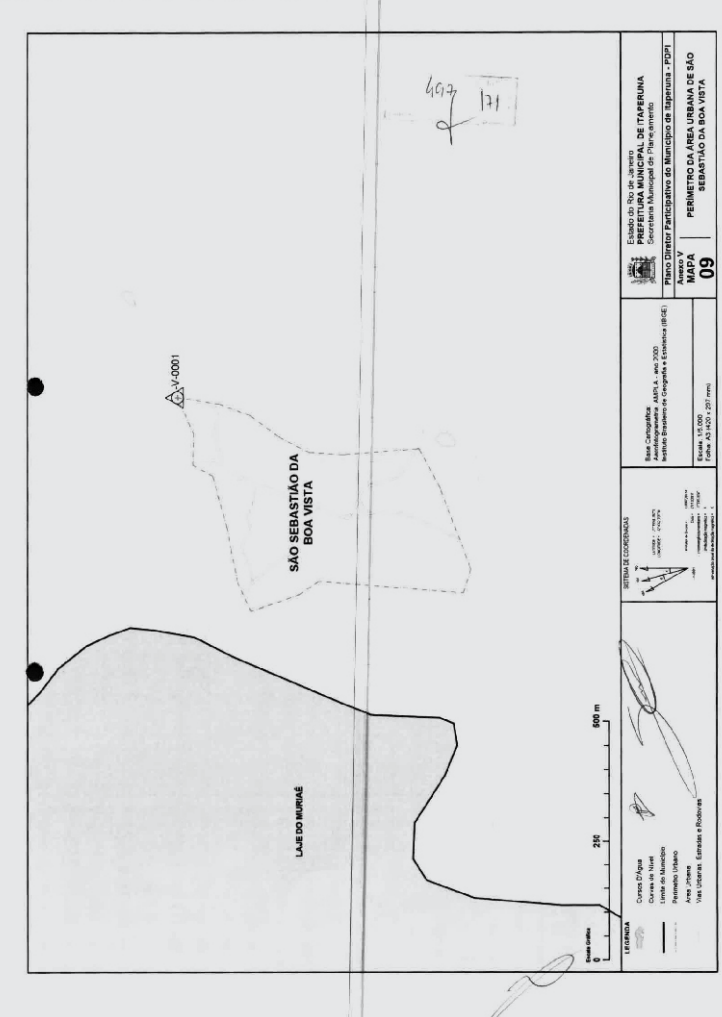 497
171
A-V-0001
SÃO SEBASTIÃO DA
BOA VISTA
LAJE DO MURIAÉ
Escala Gráfica
0 250 500 m
LEGENDA
Cursos D'Água
Curvas de Nível
Limite do Município
Perímetro Urbano
Área Urbana
Vias Urbanas, Estradas e Rodovias
SISTEMA DE COORDENADAS
Base Cartográfica:
Aerofotogrametria: AMPLA - ano 2000
Instituto Brasileiro de Geografia e Estatística (IBGE)
Escala: 1/5.000
Folha: A3 (420 x 297 mm)
Estado do Rio de Janeiro
PREFEITURA MUNICIPAL DE ITAPERUNA
Secretaria Municipal de Planejamento
Plano Diretor Participativo do Município de Itaperuna - PDPI
Anexo V
MAPA
09
PERÍMETRO DA ÁREA URBANA DE SÃO
SEBASTIÃO DA BOA VISTA